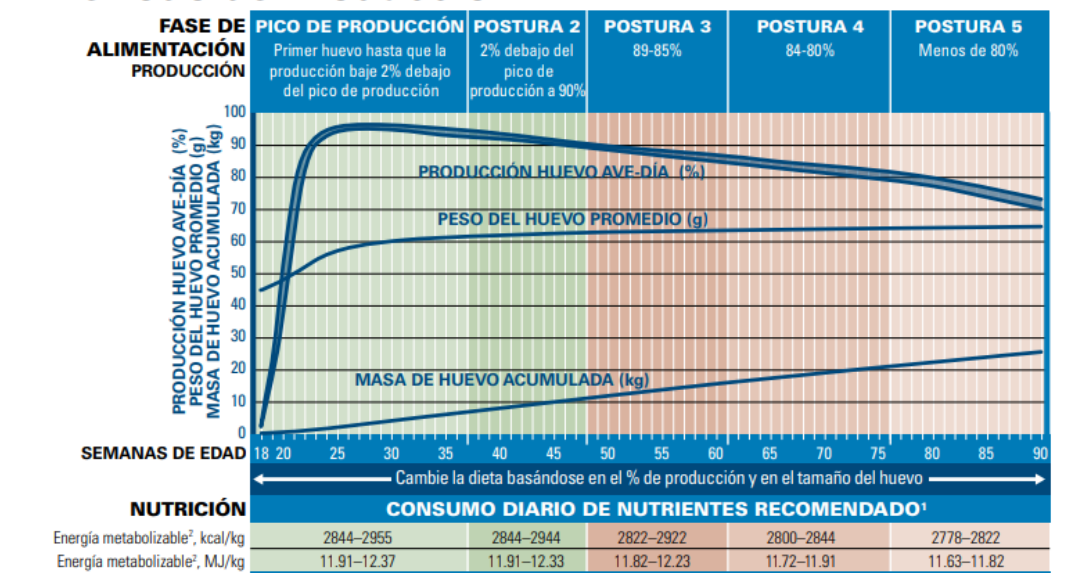 FASE DE ALIMENTACIÓN
PRODUCCIÓN
PICO DE PRODUCCIÓN
Primer huevo hasta que la
producción baje 2% debajo
del pico de producción
POSTURA 2
2% debajo del
pico de
producción a 90%
POSTURA 3
89-85%
POSTURA 4
84-80%
POSTURA 5
Menos de 80%
PRODUCCIÓN HUEVO AVE-DÍA (%)
PESO DEL HUEVO PROMEDIO (g)
MASA DE HUEVO ACUMULADA (kg)
100
90
80
70
60
50
40
30
20
10
0
PRODUCCIÓN HUEVO AVE-DÍA (%)
PESO DEL HUEVO PROMEDIO (g)
MASA DE HUEVO ACUMULADA (kg)
SEMANAS DE EDAD 18 20 25 30 35 40 45 50 55 60 65 70 75 80 85 90
Cambie la dieta basándose en el % de producción y en el tamaño del huevo
NUTRICIÓN CONSUMO DIARIO DE NUTRIENTES RECOMENDADO¹
Energía metabolizable², kcal/kg 2844–2955 2844–2944 2822–2922 2800–2844 2778–2822
Energía metabolizable², MJ/kg 11.91–12.37 11.91–12.33 11.82–12.23 11.72–11.91 11.63–11.82